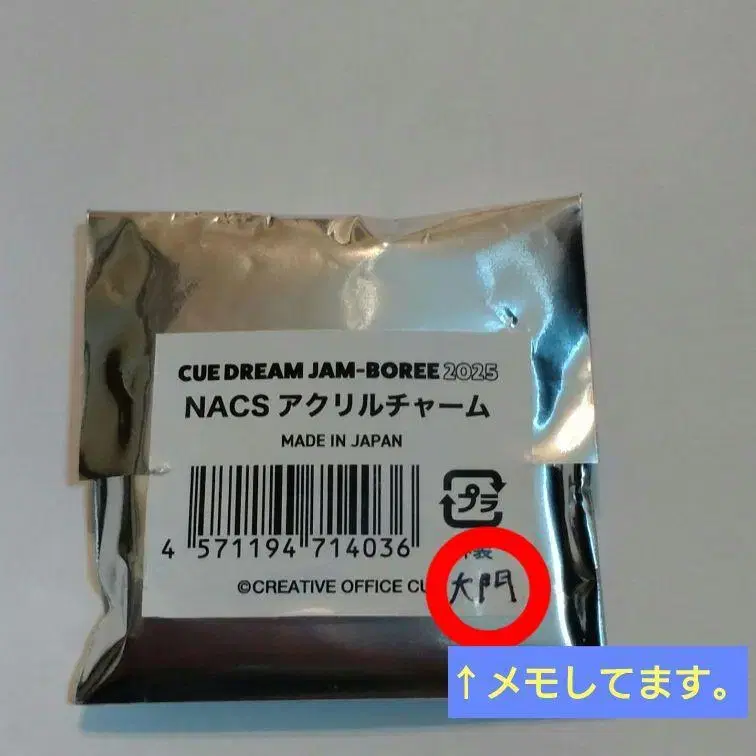 CUE DREAM JAM-BOREE 2025
NACS アクリルチャーム
MADE IN JAPAN
プラ
4 571194 714036
©CREATIVE OFFICE CU
大門
↑メモしてます。